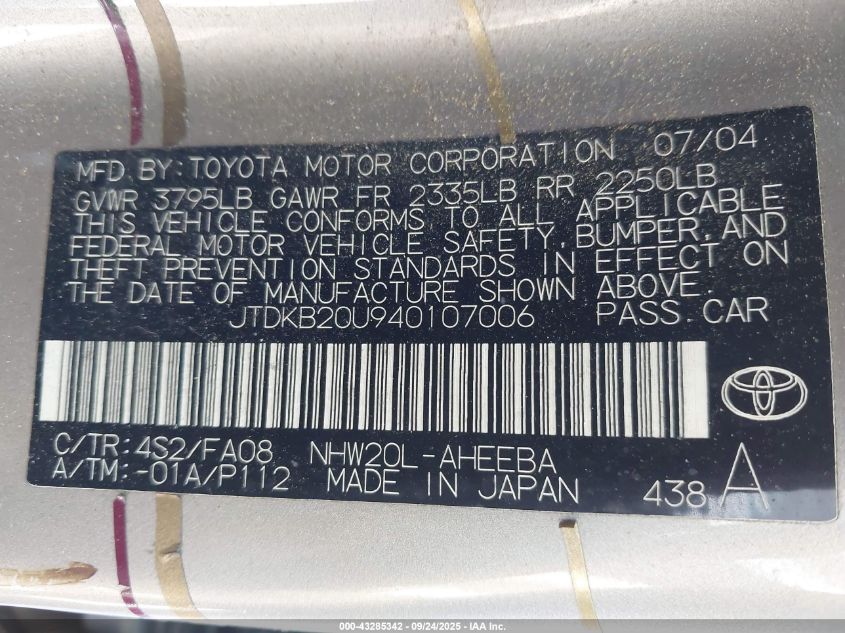 MFD. BY: TOYOTA MOTOR CORPORATION 07/04
GVWR 3795LB GAWR FR 2335LB RR 2250LB
THIS VEHICLE CONFORMS TO ALL APPLICABLE
FEDERAL MOTOR VEHICLE SAFETY, BUMPER, AND
THEFT PREVENTION STANDARDS IN EFFECT ON
THE DATE OF MANUFACTURE SHOWN ABOVE.
JTDKB20U940107006 PASS. CAR
C/TR: 4S2/FA08 NHW20L-AHEEBA
A/TM: -01A/P112 MADE IN JAPAN 438 A
000-43285342 - 09/24/2025 - IAA Inc.